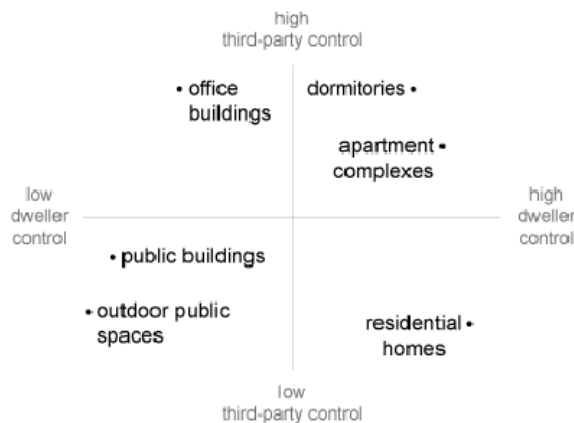 high
third-party control
• office
buildings
dormitories •
apartment •
complexes
low
dweller
control
high
dweller
control
• public buildings
• outdoor public
spaces
residential •
homes
low
third-party control